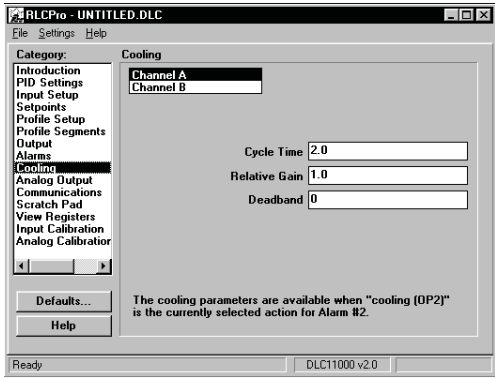 RLCPro - UNTITLED.DLC
File Settings Help
Category:
Introduction
PID Settings
Input Setup
Setpoints
Profile Setup
Profile Segments
Output
Alarms
Cooling
Analog Output
Communications
Scratch Pad
View Registers
Input Calibration
Analog Calibration
Defaults...
Help
Cooling
Channel A
Channel B
Cycle Time 2.0
Relative Gain 1.0
Deadband 0
The cooling parameters are available when "cooling (OP2)"
is the currently selected action for Alarm #2.
Ready DLC11000 v2.0